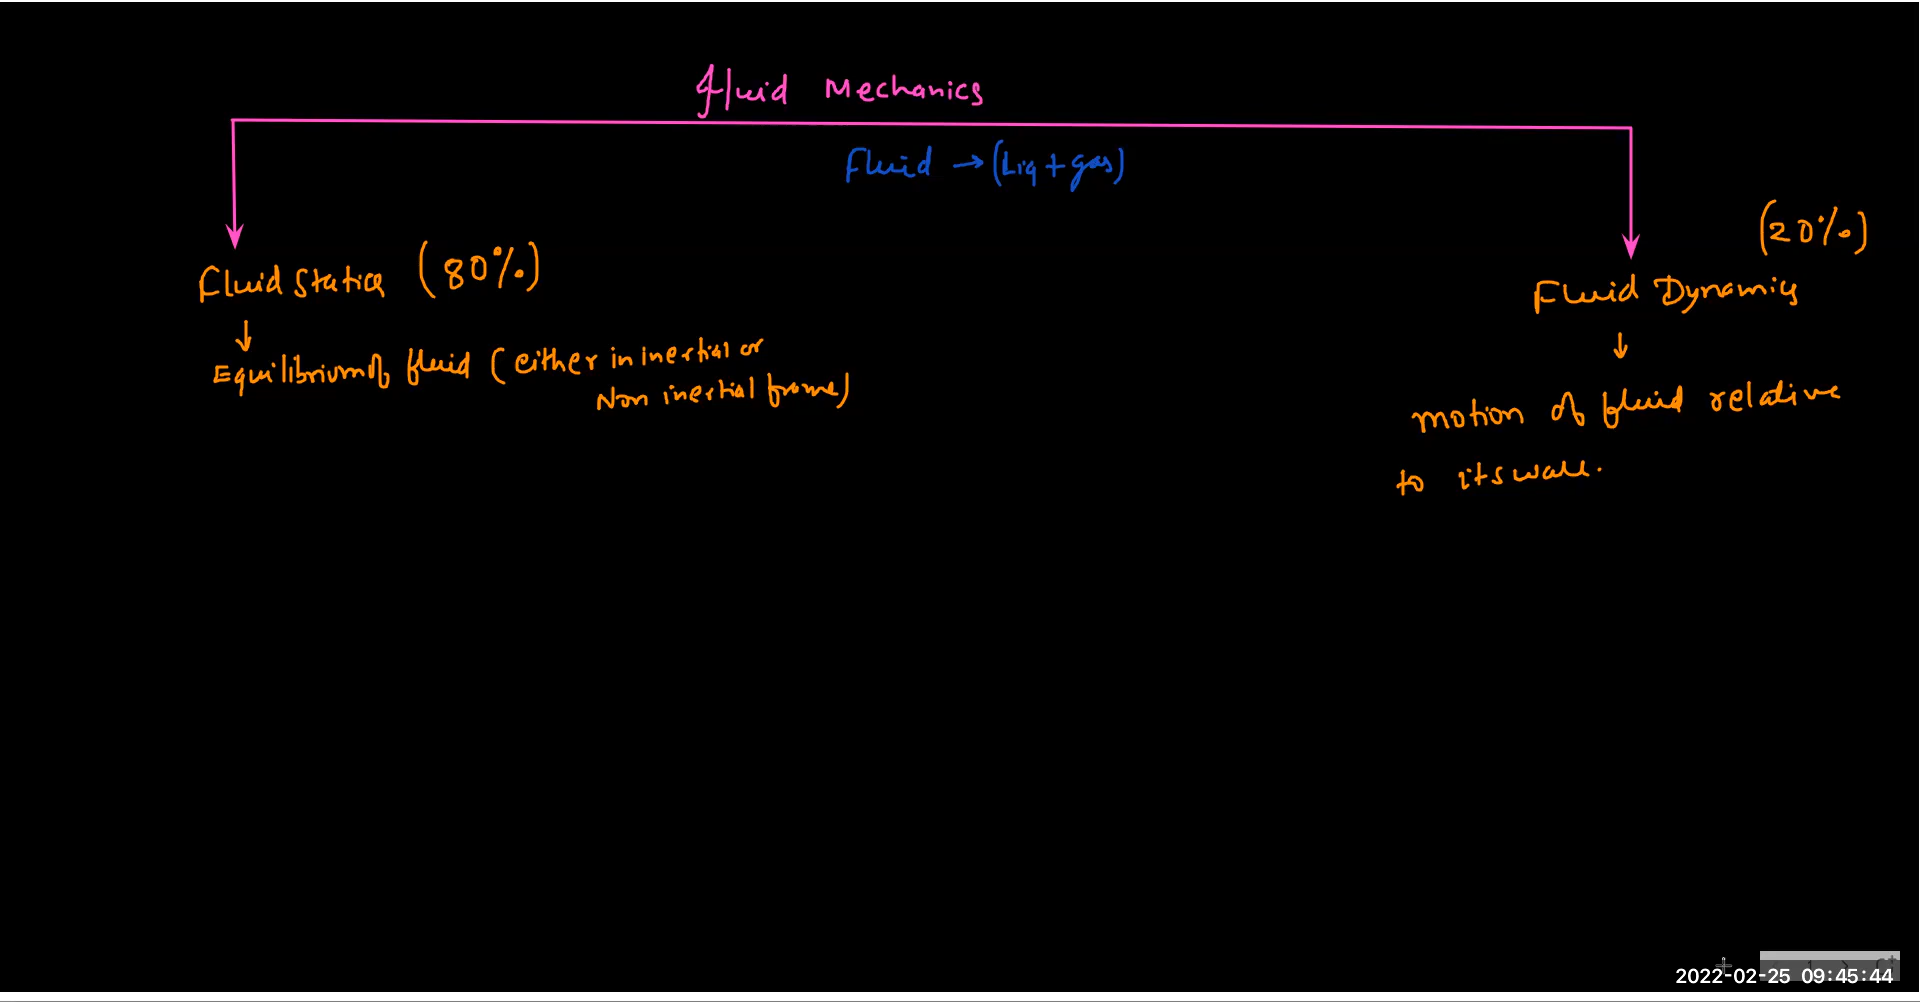 Fluid Mechanics
Fluid → (Liq + gas)
Fluid Statics (80%)
↓
Equilibrium of fluid (either in inertial or
Non inertial frame)
(20%)
Fluid Dynamics
↓
motion of fluid relative
to its wall.
2022-02-25 09:45:44